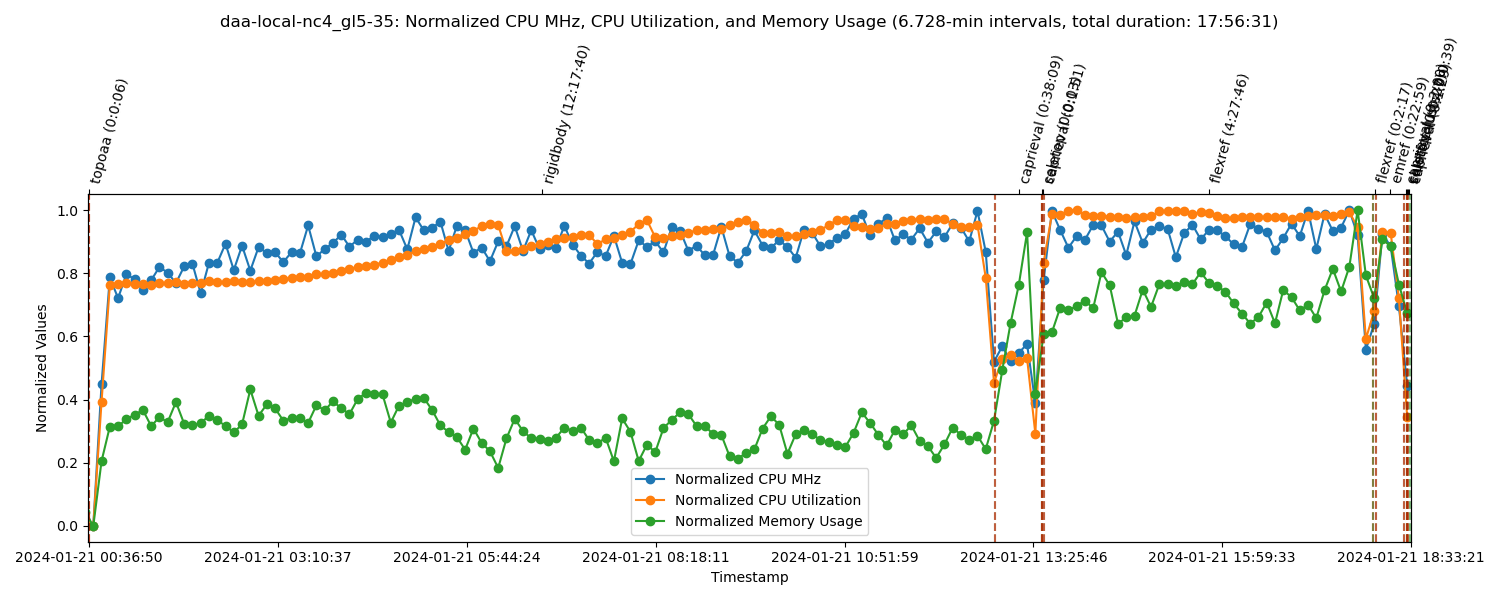 daa-local-nc4_gl5-35: Normalized CPU MHz, CPU Utilization, and Memory Usage (6.728-min intervals, total duration: 17:56:31)
topoaa (0:0:06)
rigidbody (12:17:40)
caprieval (0:38:09)
flexref (4:27:46)
flexref (0:2:17)
emref (0:22:59)
1.0
0.8
0.6
0.4
0.2
0.0
Normalized Values
Normalized CPU MHz
Normalized CPU Utilization
Normalized Memory Usage
2024-01-21 00:36:50
2024-01-21 03:10:37
2024-01-21 05:44:24
2024-01-21 08:18:11
2024-01-21 10:51:59
2024-01-21 13:25:46
2024-01-21 15:59:33
2024-01-21 18:33:21
Timestamp